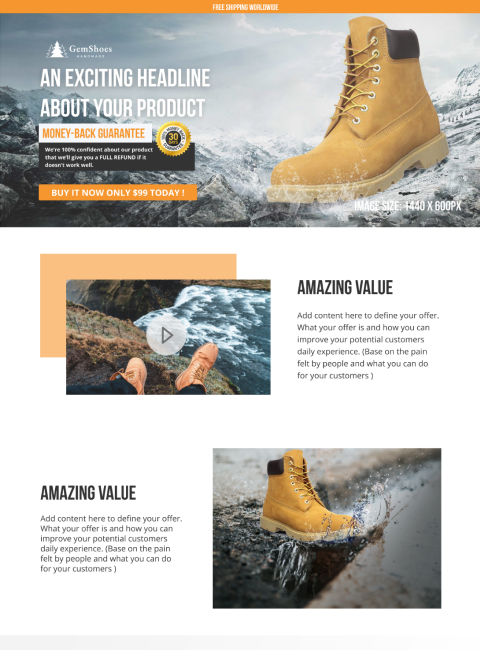 FREE SHIPPING WORLDWIDE
GemShoes
HANDMADE
AN EXCITING HEADLINE
ABOUT YOUR PRODUCT
MONEY-BACK GUARANTEE
30
DAYS
We're 100% confident about our product
that we'll give you a FULL REFUND if it
doesn't work well.
BUY IT NOW ONLY $99 TODAY !
IMAGE SIZE: 1440 X 600PX
AMAZING VALUE
Add content here to define your offer.
What your offer is and how you can
improve your potential customers
daily experience. (Base on the pain
felt by people and what you can do
for your customers )
AMAZING VALUE
Add content here to define your offer.
What your offer is and how you can
improve your potential customers
daily experience. (Base on the pain
felt by people and what you can do
for your customers )